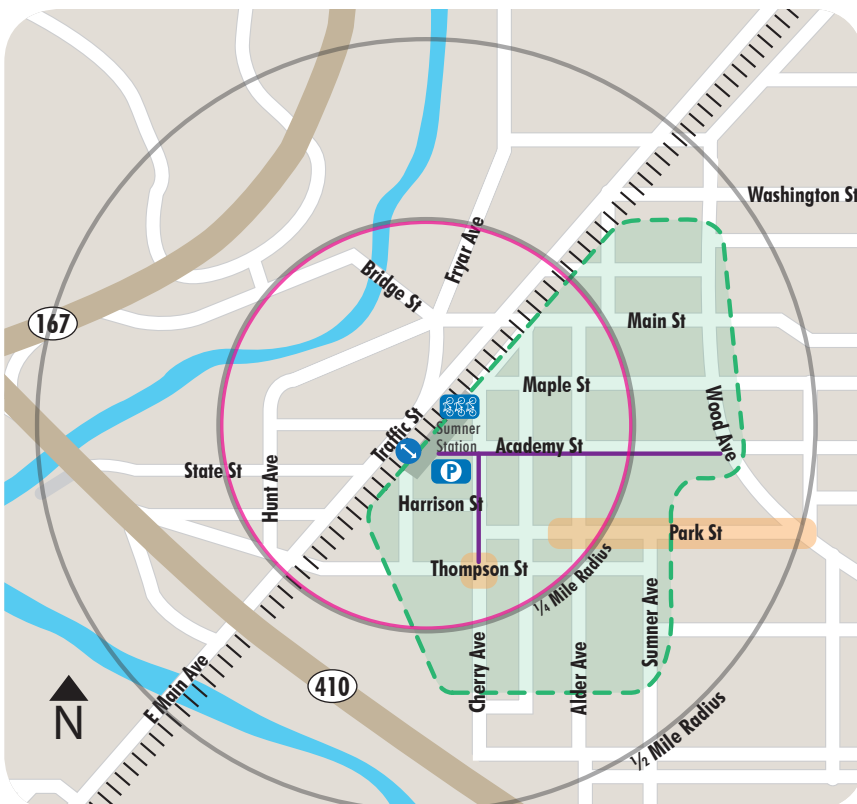 Washington St
Fryar Ave
Bridge St
167
Main St
Maple St
Wood Ave
Traffic St
Sumner
Station
Academy St
State St
Hunt Ave
P
Harrison St
Park St
Thompson St
1/4 Mile Radius
Sumner Ave
Cherry Ave
Alder Ave
E Main Ave
410
N
1/2 Mile Radius